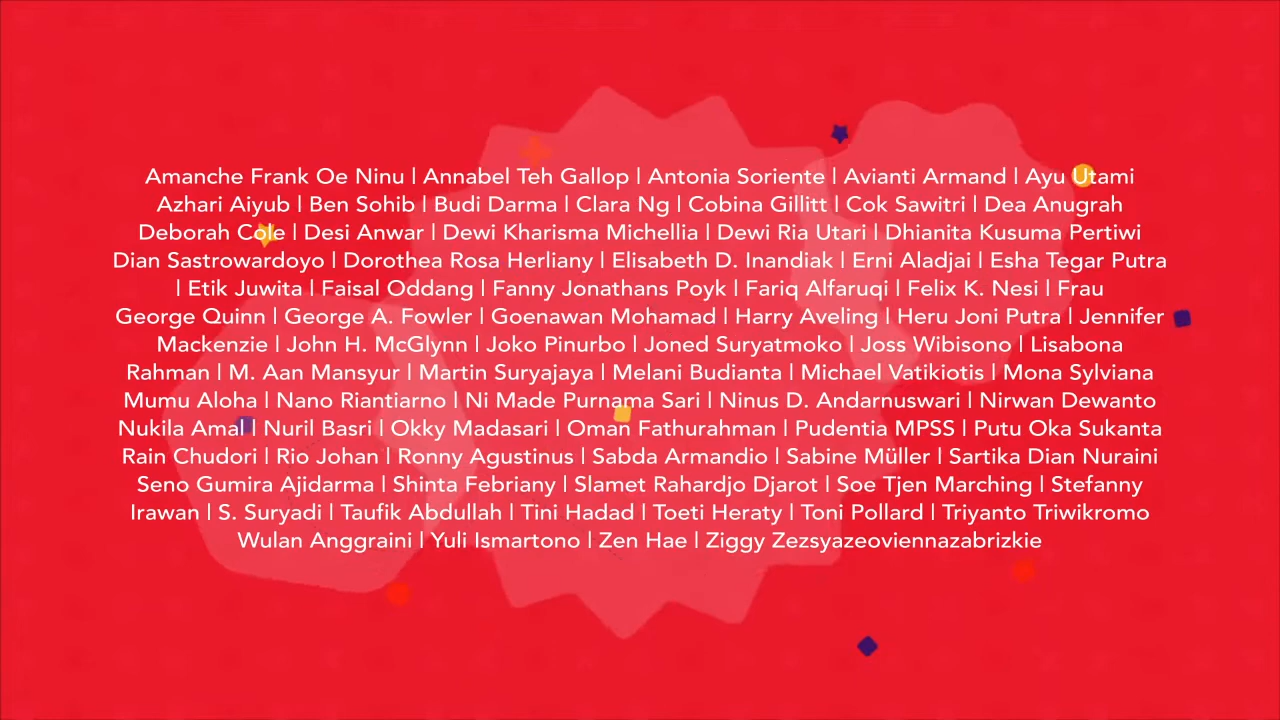 Amanche Frank Oe Ninu | Annabel Teh Gallop | Antonia Soriente | Avianti Armand | Ayu Utami
Azhari Aiyub | Ben Sohib | Budi Darma | Clara Ng | Cobina Gillitt | Cok Sawitri | Dea Anugrah
Deborah Cole | Desi Anwar | Dewi Kharisma Michellia | Dewi Ria Utari | Dhianita Kusuma Pertiwi
Dian Sastrowardoyo | Dorothea Rosa Herliany | Elisabeth D. Inandiak | Erni Aladjai | Esha Tegar Putra
| Etik Juwita | Faisal Oddang | Fanny Jonathans Poyk | Fariq Alfaruqi | Felix K. Nesi | Frau
George Quinn | George A. Fowler | Goenawan Mohamad | Harry Aveling | Heru Joni Putra | Jennifer
Mackenzie | John H. McGlynn | Joko Pinurbo | Joned Suryatmoko | Joss Wibisono | Lisabona
Rahman | M. Aan Mansyur | Martin Suryajaya | Melani Budianta | Michael Vatikiotis | Mona Sylviana
Mumu Aloha | Nano Riantiarno | Ni Made Purnama Sari | Ninus D. Andarnuswari | Nirwan Dewanto
Nukila Amal | Nuril Basri | Okky Madasari | Oman Fathurahman | Pudentia MPSS | Putu Oka Sukanta
Rain Chudori | Rio Johan | Ronny Agustinus | Sabda Armandio | Sabine Müller | Sartika Dian Nuraini
Seno Gumira Ajidarma | Shinta Febriany | Slamet Rahardjo Djarot | Soe Tjen Marching | Stefanny
Irawan | S. Suryadi | Taufik Abdullah | Tini Hadad | Toeti Heraty | Toni Pollard | Triyanto Triwikromo
Wulan Anggraini | Yuli Ismartono | Zen Hae | Ziggy Zezsyazeoviennazabrizkie